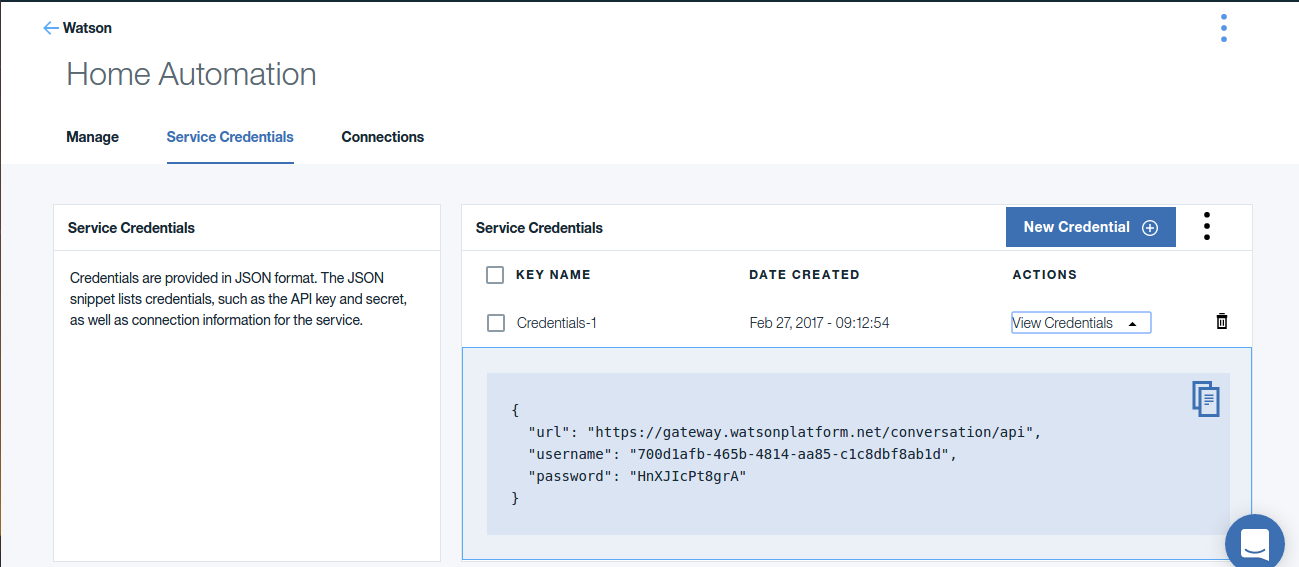 Watson
Home Automation
Manage Service Credentials Connections
Service Credentials
Credentials are provided in JSON format. The JSON
snippet lists credentials, such as the API key and secret,
as well as connection information for the service.
Service Credentials New Credential
KEY NAME DATE CREATED ACTIONS
Credentials-1 Feb 27, 2017 - 09:12:54 View Credentials
{
"url": "https://gateway.watsonplatform.net/conversation/api",
"username": "700d1afb-465b-4814-aa85-c1c8dbf8ab1d",
"password": "HnXJIcPt8grA"
}